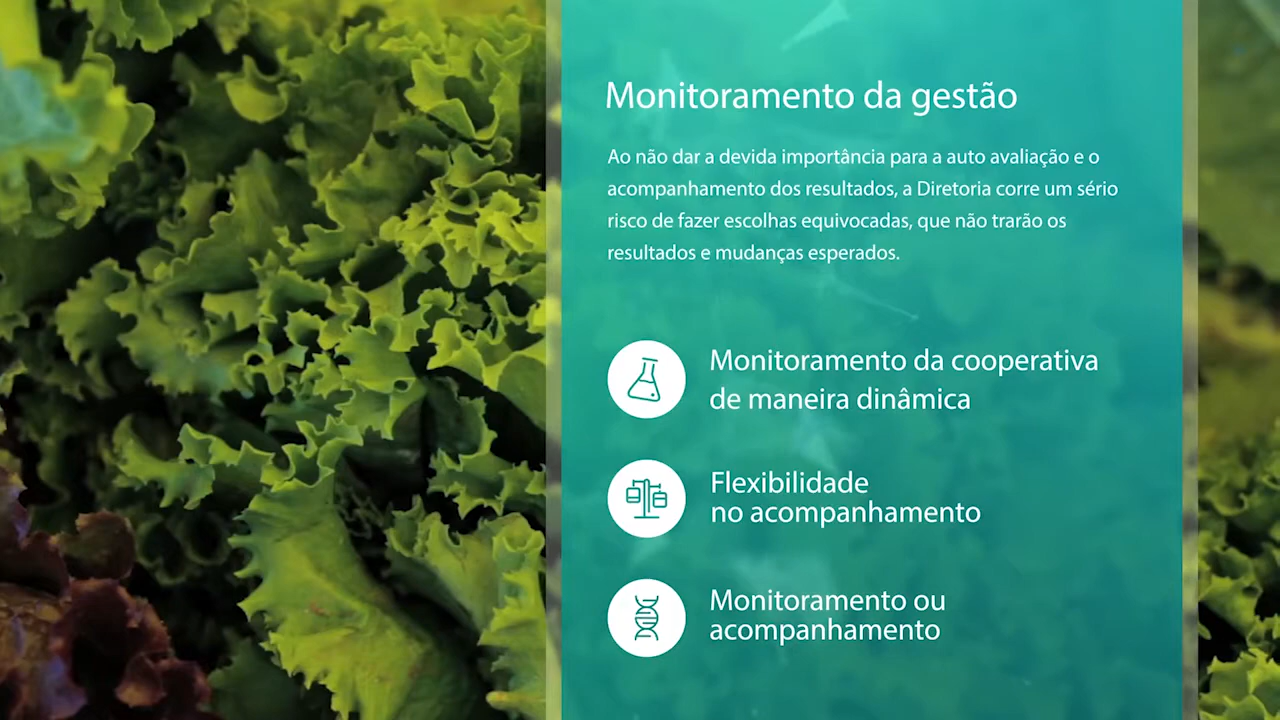 Monitoramento da gestão
Ao não dar a devida importância para a auto avaliação e o
acompanhamento dos resultados, a Diretoria corre um sério
risco de fazer escolhas equivocadas, que não trarão os
resultados e mudanças esperados.
Monitoramento da cooperativa
de maneira dinâmica
Flexibilidade
no acompanhamento
Monitoramento ou
acompanhamento